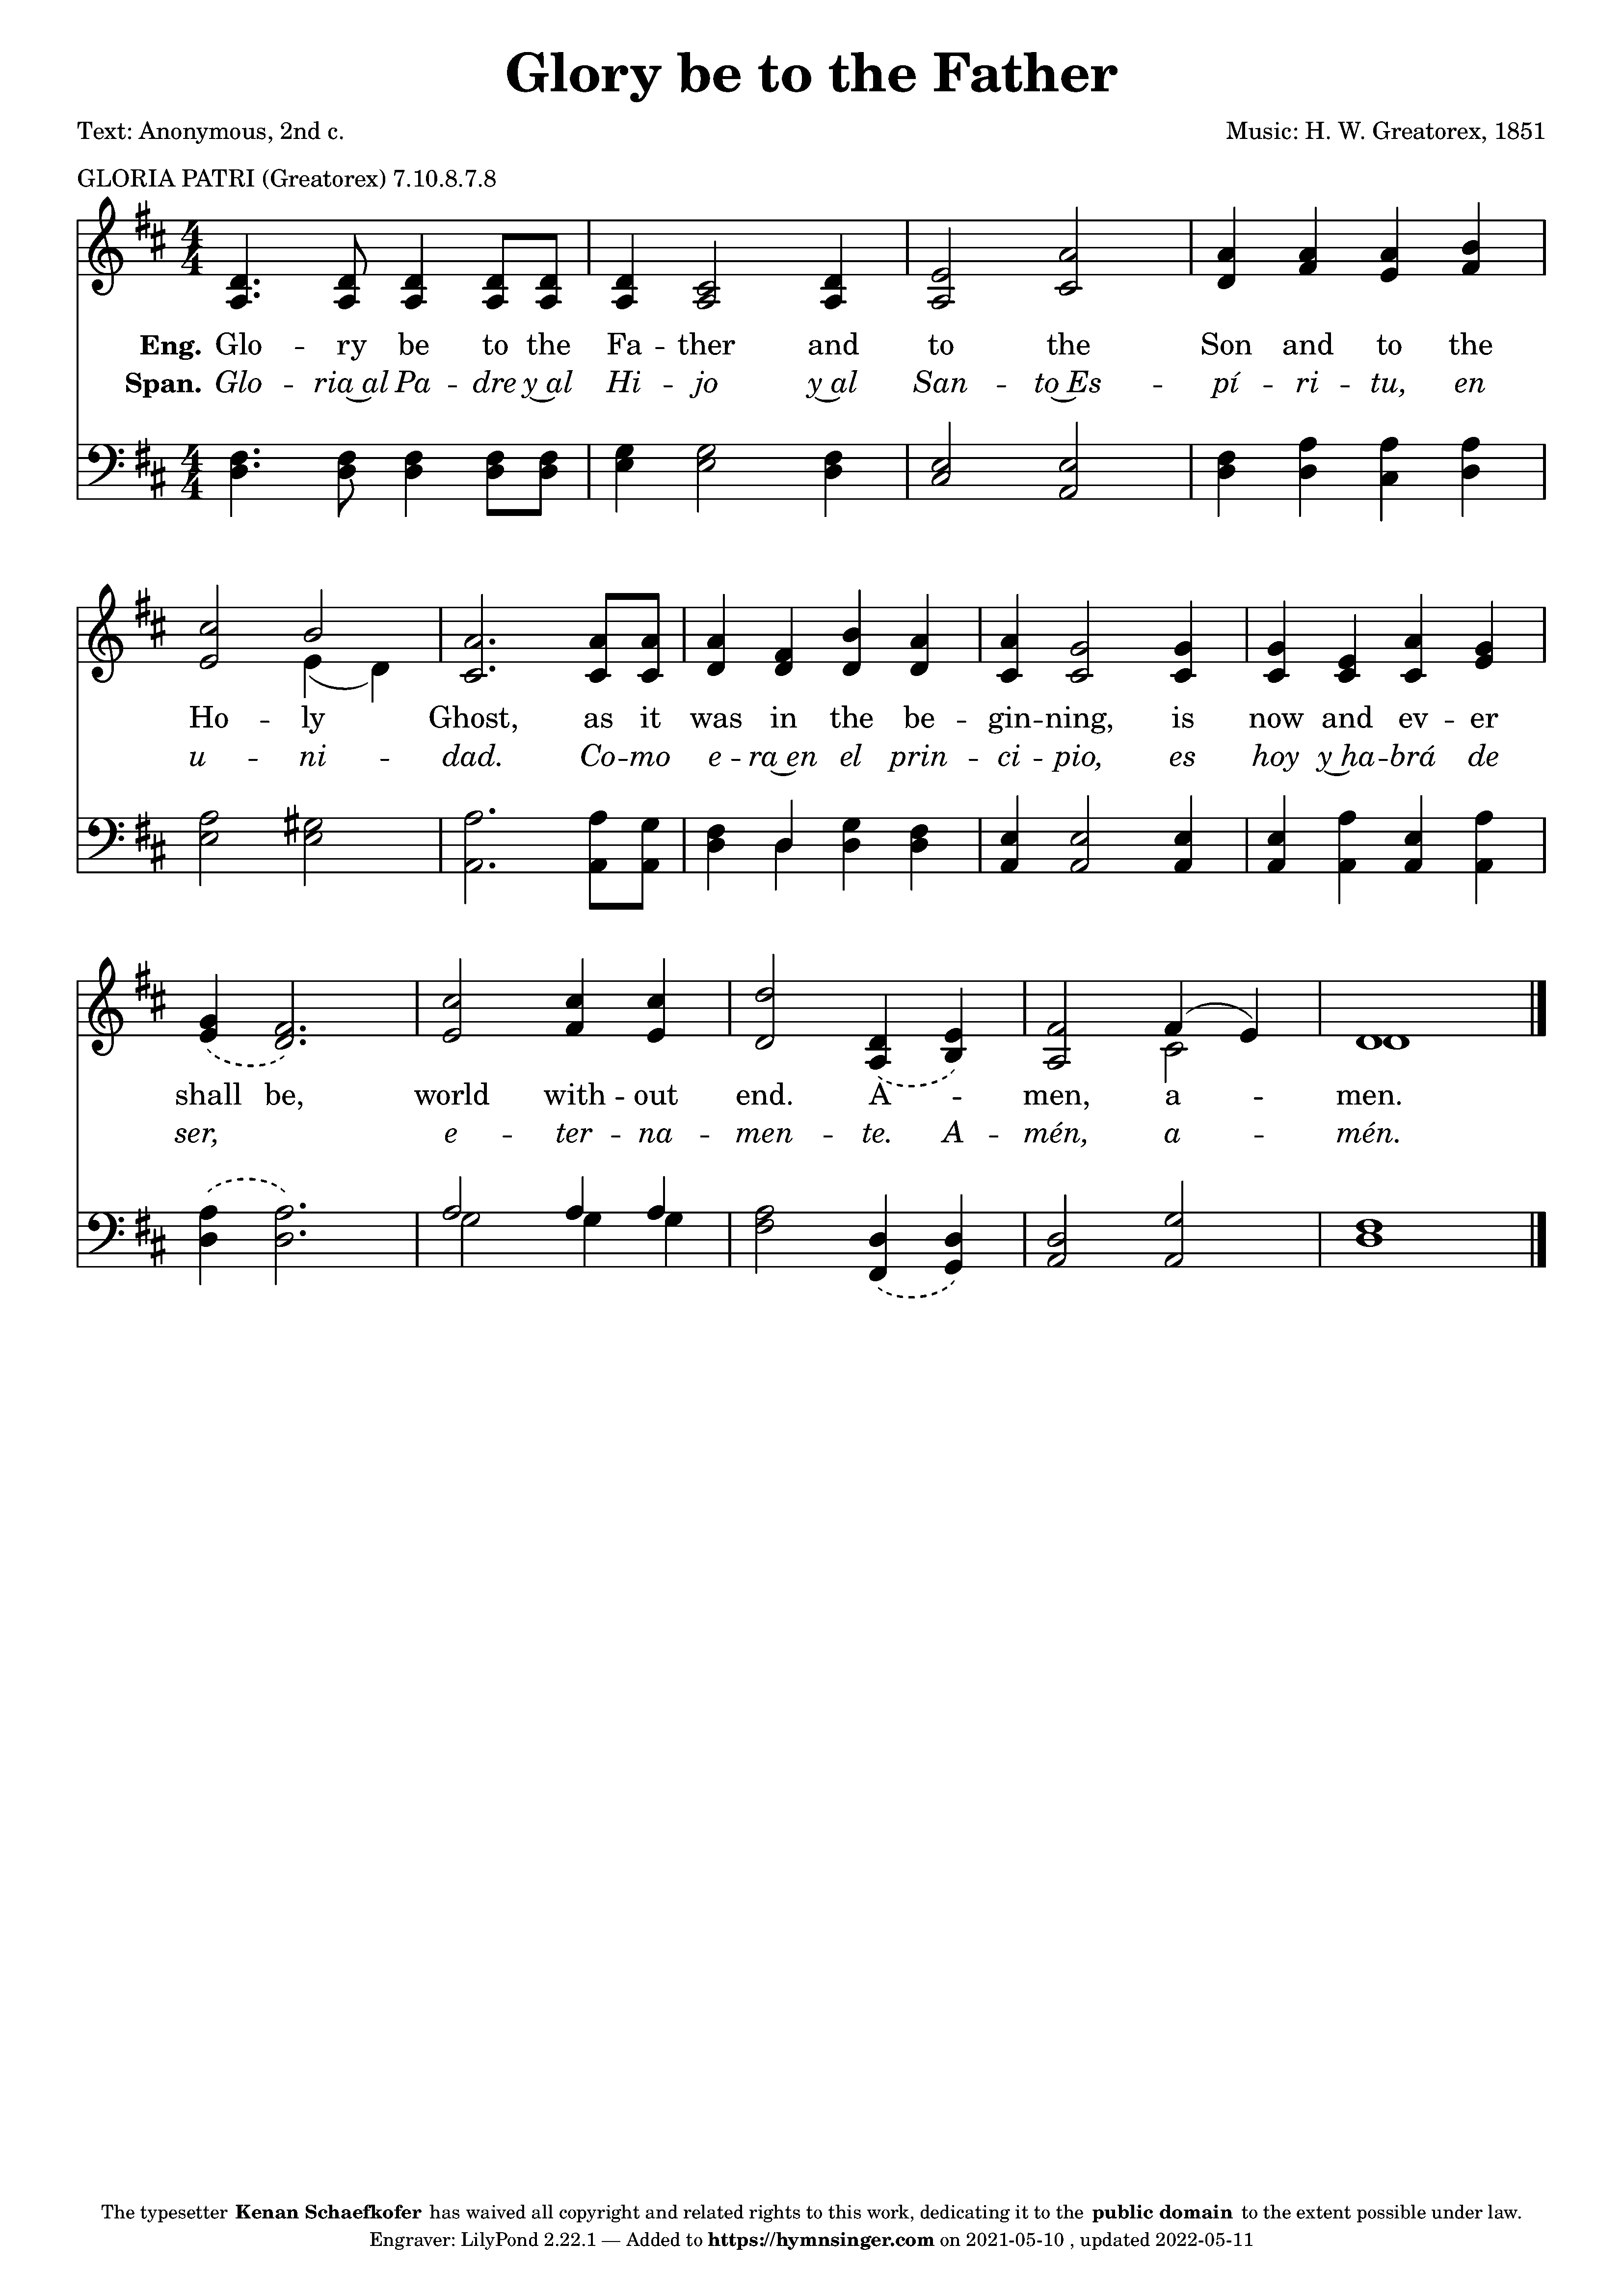 Glory be to the Father
Text: Anonymous, 2nd c. Music: H. W. Greatorex, 1851
GLORIA PATRI (Greatorex) 7.10.8.7.8
4 4
Eng. Glo - ry be to the Fa - ther and to the Son and to the
Span. Glo - ria‿al Pa - dre y‿al Hi - jo y‿al San - to‿Es - pí - ri - tu, en
4 4
Ho - ly Ghost, as it was in the be - gin - ning, is now and ev - er
u - ni - dad. Co - mo e - ra‿en el prin - ci - pio, es hoy y‿ha - brá de
shall be, world with - out end. A - men, a - men.
ser, e - ter - na - men - te. A - mén, a - mén.
The typesetter Kenan Schaefkofer has waived all copyright and related rights to this work, dedicating it to the public domain to the extent possible under law.
Engraver: LilyPond 2.22.1 — Added to https://hymnsinger.com on 2021-05-10 , updated 2022-05-11